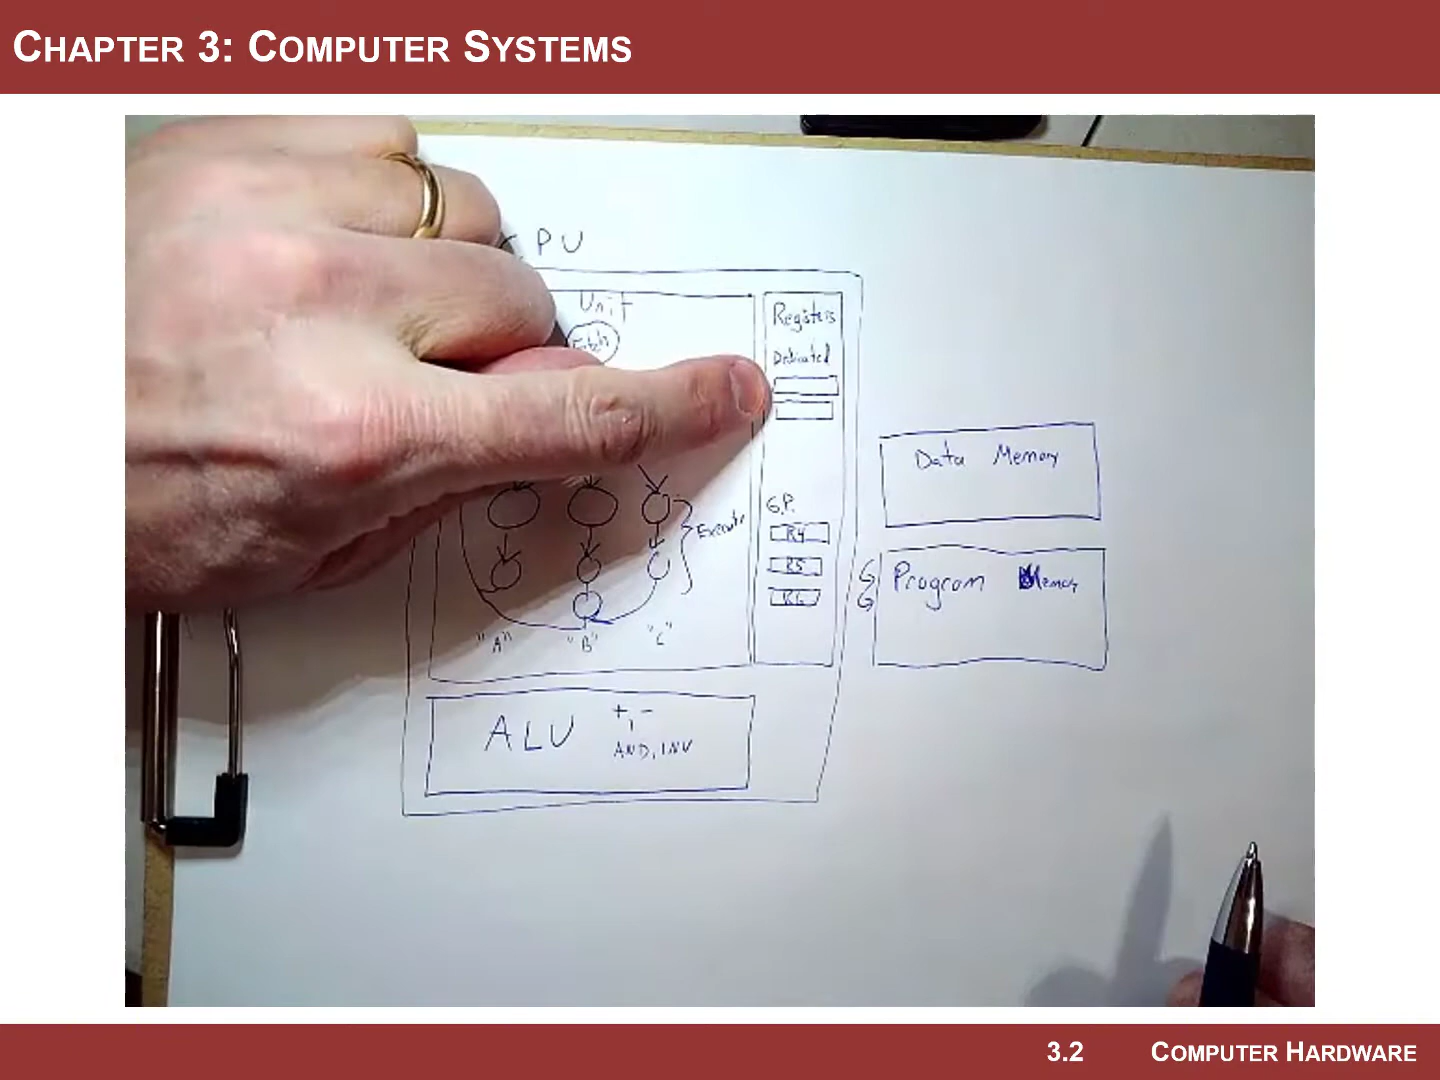 CHAPTER 3: COMPUTER SYSTEMS
CPU
Unit
Fetch
Registers
Dedicated
Execute
G.P.
R4
R5
R6
"A" "B" "C"
ALU +, -
AND, INV
Data Memory
Program Memory
3.2 COMPUTER HARDWARE